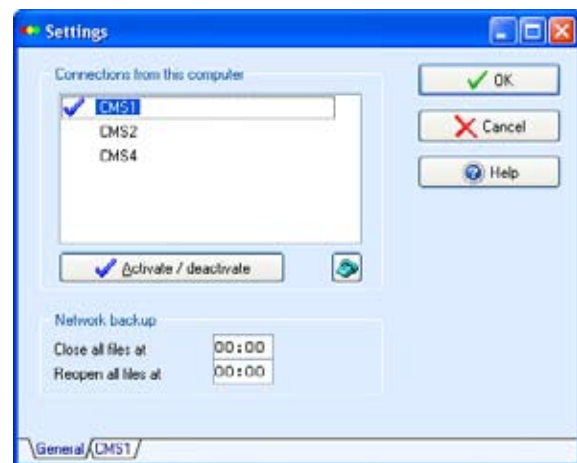 Settings
Connections from this computer
CMS1
CMS2
CMS4
Activate / deactivate
Network backup
Close all files at 00:00
Reopen all files at 00:00
OK
Cancel
Help
General CMS1